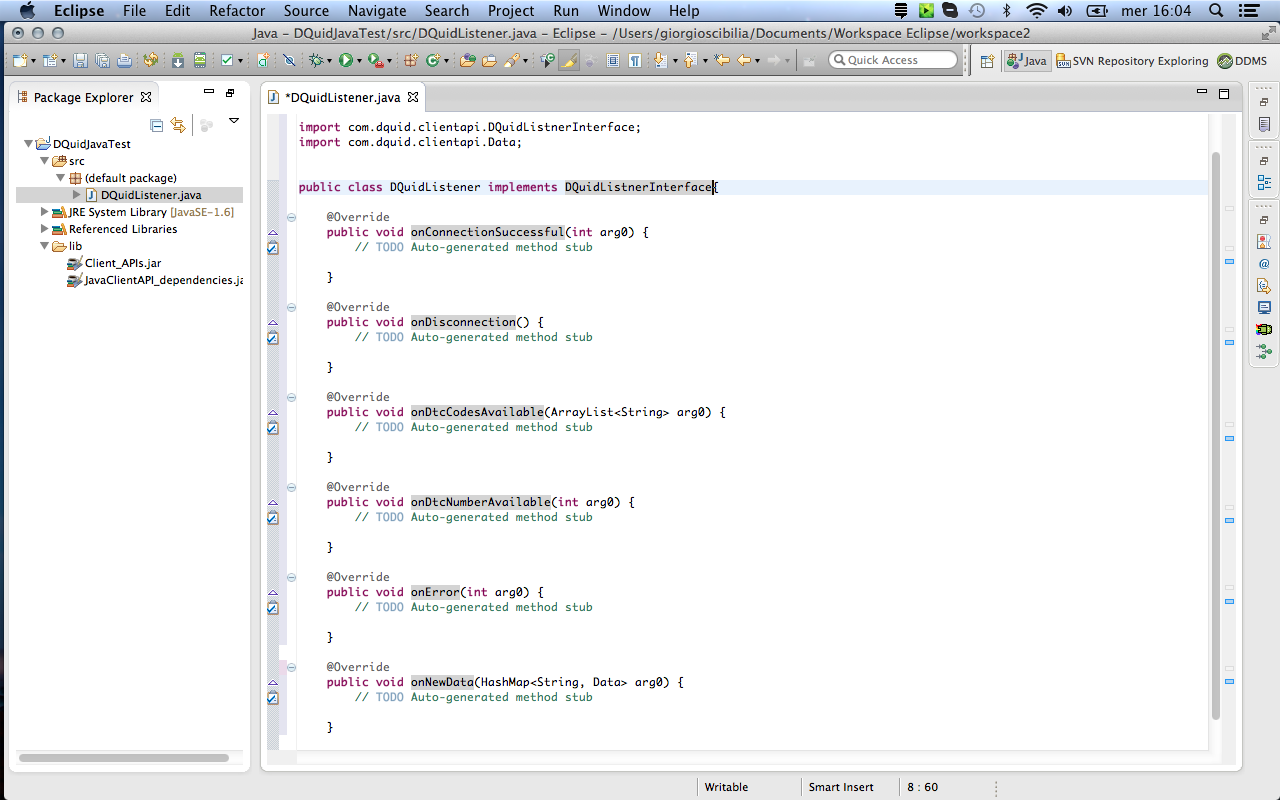 Eclipse File Edit Refactor Source Navigate Search Project Run Window Help mer 16:04
Java – DQuidJavaTest/src/DQuidListener.java – Eclipse – /Users/giorgioscibilia/Documents/Workspace Eclipse/workspace2
Quick Access Java SVN Repository Exploring DDMS
Package Explorer
DQuidJavaTest
src
(default package)
DQuidListener.java
JRE System Library [JavaSE-1.6]
Referenced Libraries
lib
Client_APIs.jar
JavaClientAPI_dependencies.ja
*DQuidListener.java
import com.dquid.clientapi.DQuidListnerInterface;
import com.dquid.clientapi.Data;
public class DQuidListener implements DQuidListnerInterface{
@Override
public void onConnectionSuccessful(int arg0) {
// TODO Auto-generated method stub
}
@Override
public void onDisconnection() {
// TODO Auto-generated method stub
}
@Override
public void onDtcCodesAvailable(ArrayList<String> arg0) {
// TODO Auto-generated method stub
}
@Override
public void onDtcNumberAvailable(int arg0) {
// TODO Auto-generated method stub
}
@Override
public void onError(int arg0) {
// TODO Auto-generated method stub
}
@Override
public void onNewData(HashMap<String, Data> arg0) {
// TODO Auto-generated method stub
}
Writable Smart Insert 8 : 60